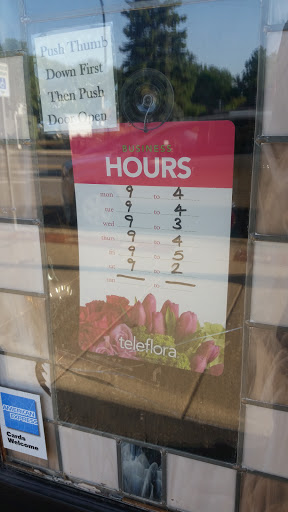 Push Thumb
Down First
Then Push
Door Open
BUSINESS
HOURS
mon 9 to 4
tue 9 to 4
wed 9 to 3
thurs 9 to 4
fri 9 to 5
sat 9 to 2
sun to
teleflora
AMERICAN
EXPRESS
Cards
Welcome